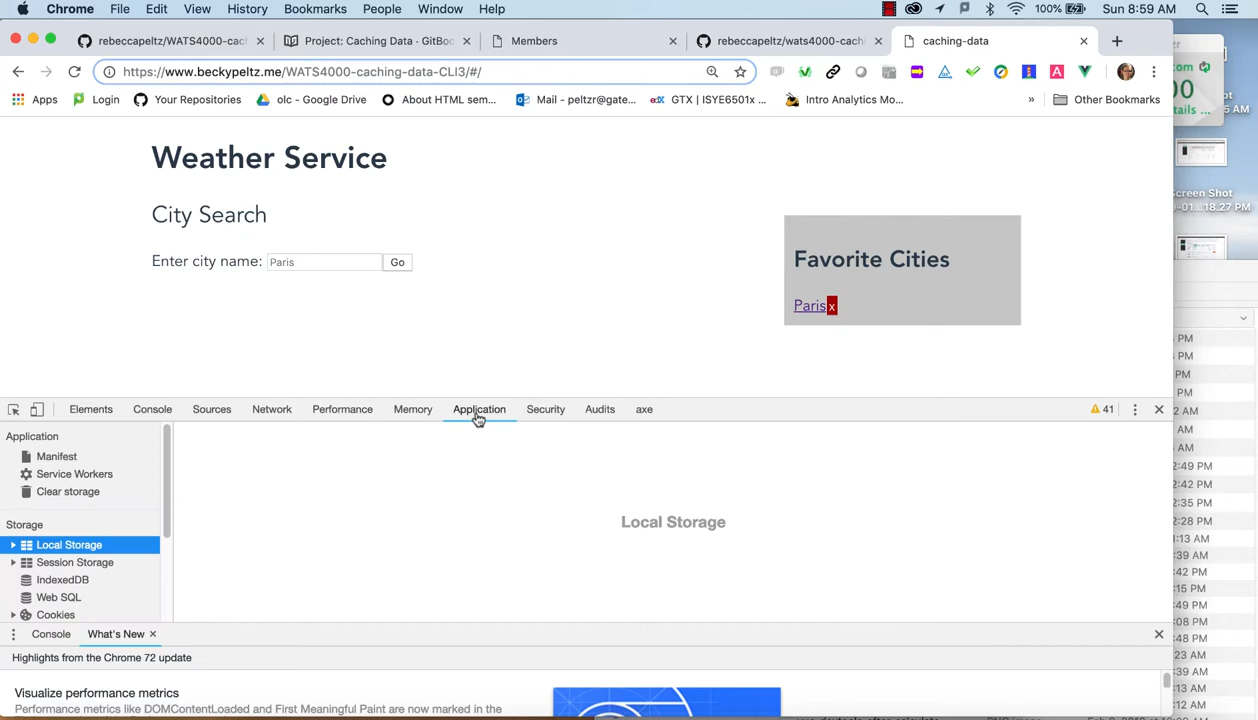 Chrome File Edit View History Bookmarks People Window Help 100% Sun 8:59 AM
rebeccapeltz/WATS4000-cach Project: Caching Data · GitBoo Members rebeccapeltz/wats4000-cachi caching-data
https://www.beckypeltz.me/WATS4000-caching-data-CLI3/#/
Apps Login Your Repositories olc - Google Drive About HTML sem... Mail - peltzr@gate... GTX | ISYE6501x ... Intro Analytics Mo... » Other Bookmarks
Weather Service
City Search
Enter city name: Paris Go
Favorite Cities
Paris x
Elements Console Sources Network Performance Memory Application Security Audits axe 41
Application
Manifest
Service Workers
Clear storage
Storage
Local Storage
Session Storage
IndexedDB
Web SQL
Cookies
Local Storage
Console What's New
Highlights from the Chrome 72 update
Visualize performance metrics
Performance metrics like DOMContentLoaded and First Meaningful Paint are now marked in the